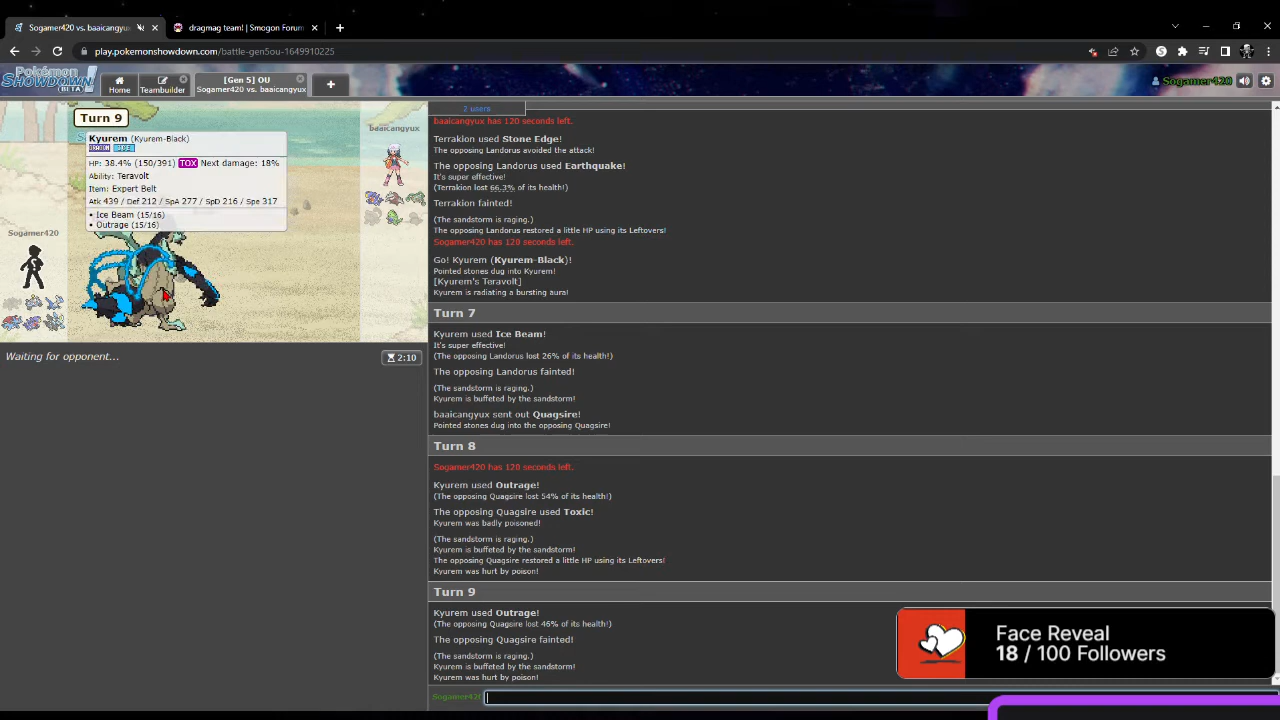 Sogamer420 vs. baaicangyux
dragmag team! | Smogon Forum
play.pokemonshowdown.com/battle-gen5ou-1649910225
Pokémon
SHOWDOWN!
BETA
Home
Teambuilder
[Gen 5] OU
Sogamer420 vs. baaicangyux
Sogamer420
Turn 9
Kyurem (Kyurem-Black)
DRAGON ICE
HP: 38.4% (150/391) TOX Next damage: 18%
Ability: Teravolt
Item: Expert Belt
Atk 439 / Def 212 / SpA 277 / SpD 216 / Spe 317
• Ice Beam (15/16)
• Outrage (15/16)
baaicangyux
Sogamer420
Waiting for opponent...
2:10
2 users
baaicangyux has 120 seconds left.
Terrakion used Stone Edge!
The opposing Landorus avoided the attack!
The opposing Landorus used Earthquake!
It's super effective!
(Terrakion lost 66.3% of its health!)
Terrakion fainted!
(The sandstorm is raging.)
The opposing Landorus restored a little HP using its Leftovers!
Sogamer420 has 120 seconds left.
Go! Kyurem (Kyurem-Black)!
Pointed stones dug into Kyurem!
[Kyurem's Teravolt]
Kyurem is radiating a bursting aura!
Turn 7
Kyurem used Ice Beam!
It's super effective!
(The opposing Landorus lost 26% of its health!)
The opposing Landorus fainted!
(The sandstorm is raging.)
Kyurem is buffeted by the sandstorm!
baaicangyux sent out Quagsire!
Pointed stones dug into the opposing Quagsire!
Turn 8
Sogamer420 has 120 seconds left.
Kyurem used Outrage!
(The opposing Quagsire lost 54% of its health!)
The opposing Quagsire used Toxic!
Kyurem was badly poisoned!
(The sandstorm is raging.)
Kyurem is buffeted by the sandstorm!
The opposing Quagsire restored a little HP using its Leftovers!
Kyurem was hurt by poison!
Turn 9
Kyurem used Outrage!
(The opposing Quagsire lost 46% of its health!)
The opposing Quagsire fainted!
(The sandstorm is raging.)
Kyurem is buffeted by the sandstorm!
Kyurem was hurt by poison!
Face Reveal
18 / 100 Followers